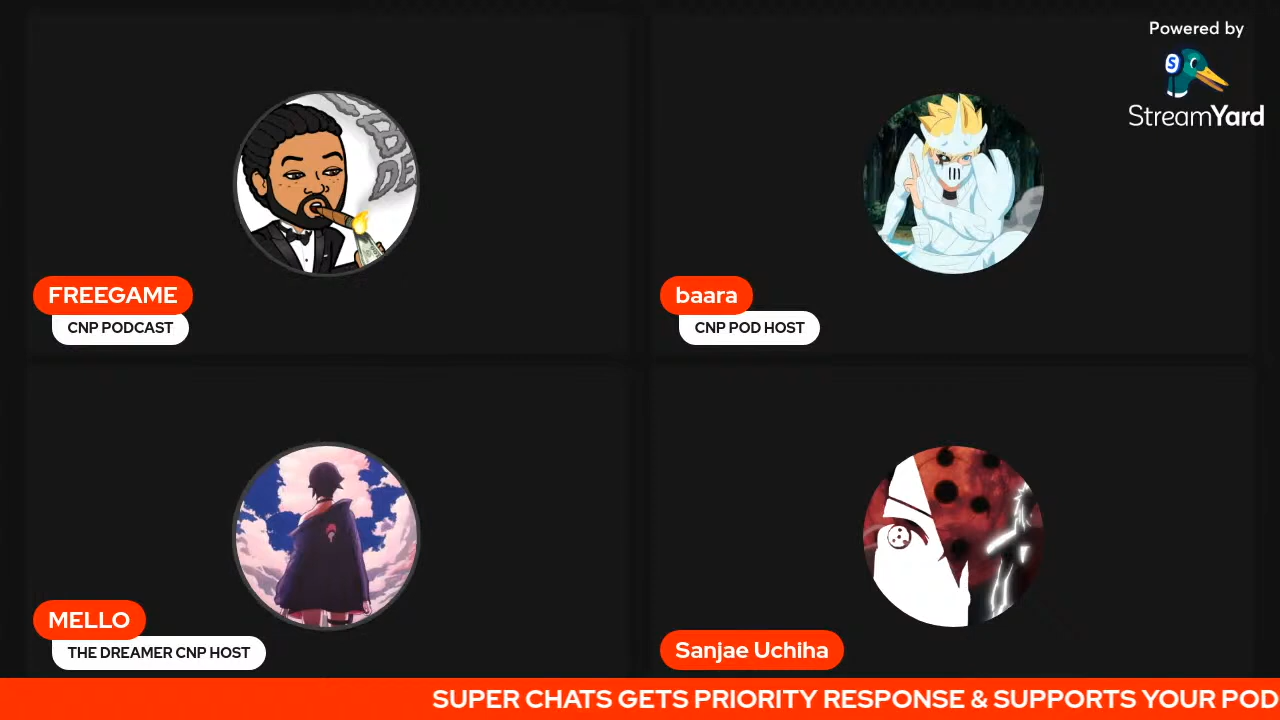 Powered by
StreamYard
FREEGAME
CNP PODCAST
baara
CNP POD HOST
MELLO
THE DREAMER CNP HOST
Sanjae Uchiha
SUPER CHATS GETS PRIORITY RESPONSE & SUPPORTS YOUR POD